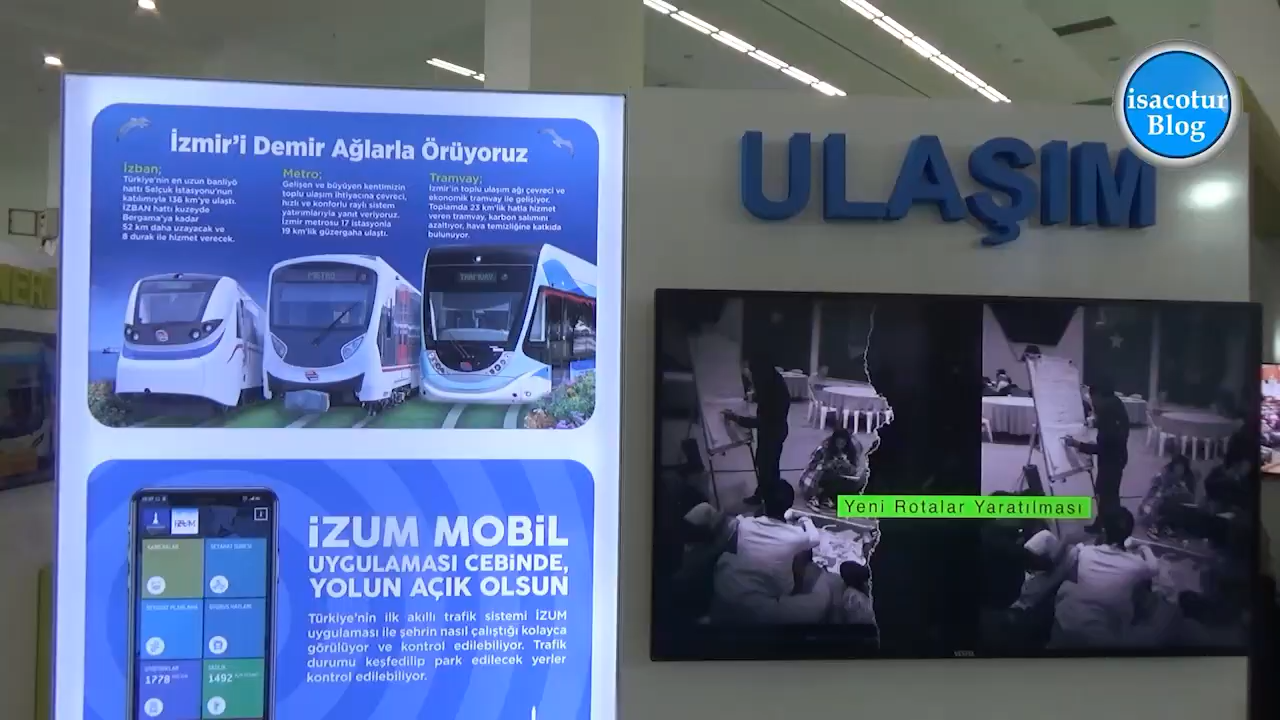 isacotur
Blog
ULAŞIM
İzmir'i Demir Ağlarla Örüyoruz
İzban;
Türkiye'nin en uzun banliyö
hattı Selçuk İstasyonu'nun
katılımıyla 136 km'ye ulaştı.
İZBAN hattı kuzeyde
Bergama'ya kadar
52 km daha uzayacak ve
8 durak ile hizmet verecek.
Metro;
Gelişen ve büyüyen kentimizin
toplu ulaşım ihtiyacına çevreci,
hızlı ve konforlu raylı sistem
yatırımlarıyla yanıt veriyoruz.
İzmir metrosu 17 istasyonla
19 km'lik güzergaha ulaştı.
Tramvay;
İzmir'in toplu ulaşım ağı çevreci ve
ekonomik tramvay ile gelişiyor.
Toplamda 23 km'lik hatla hizmet
veren tramvay, karbon salımını
azaltıyor, hava temizliğine katkıda
bulunuyor.
METRO
TRAMVAY
Yeni Rotalar Yaratılması
VESTEL
İZUM MOBİL
UYGULAMASI CEBİNDE,
YOLUN AÇIK OLSUN
Türkiye'nin ilk akıllı trafik sistemi İZUM
uygulaması ile şehrin nasıl çalıştığı kolayca
görülüyor ve kontrol edilebiliyor. Trafik
durumu keşfedilip park edilecek yerler
kontrol edilebiliyor.
İZUM
KAMERALAR
1778
1492